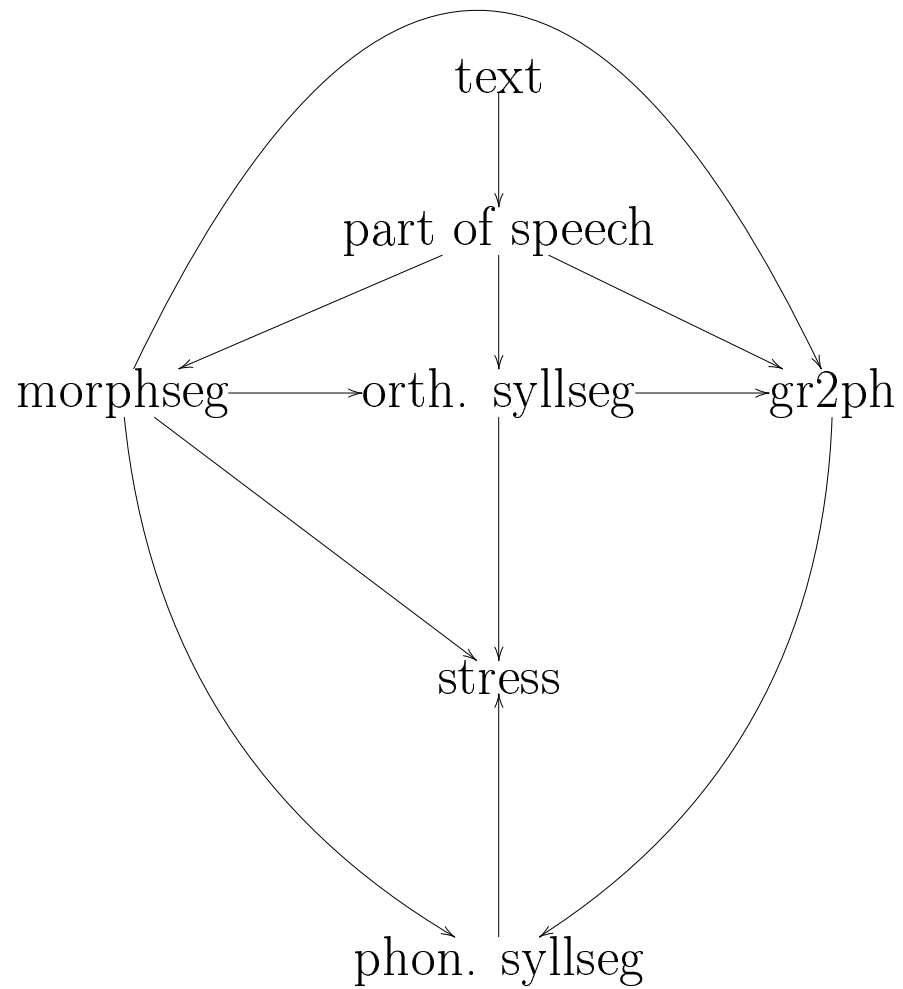 text
part of speech
morphseg orth. syllseg gr2ph
stress
phon. syllseg